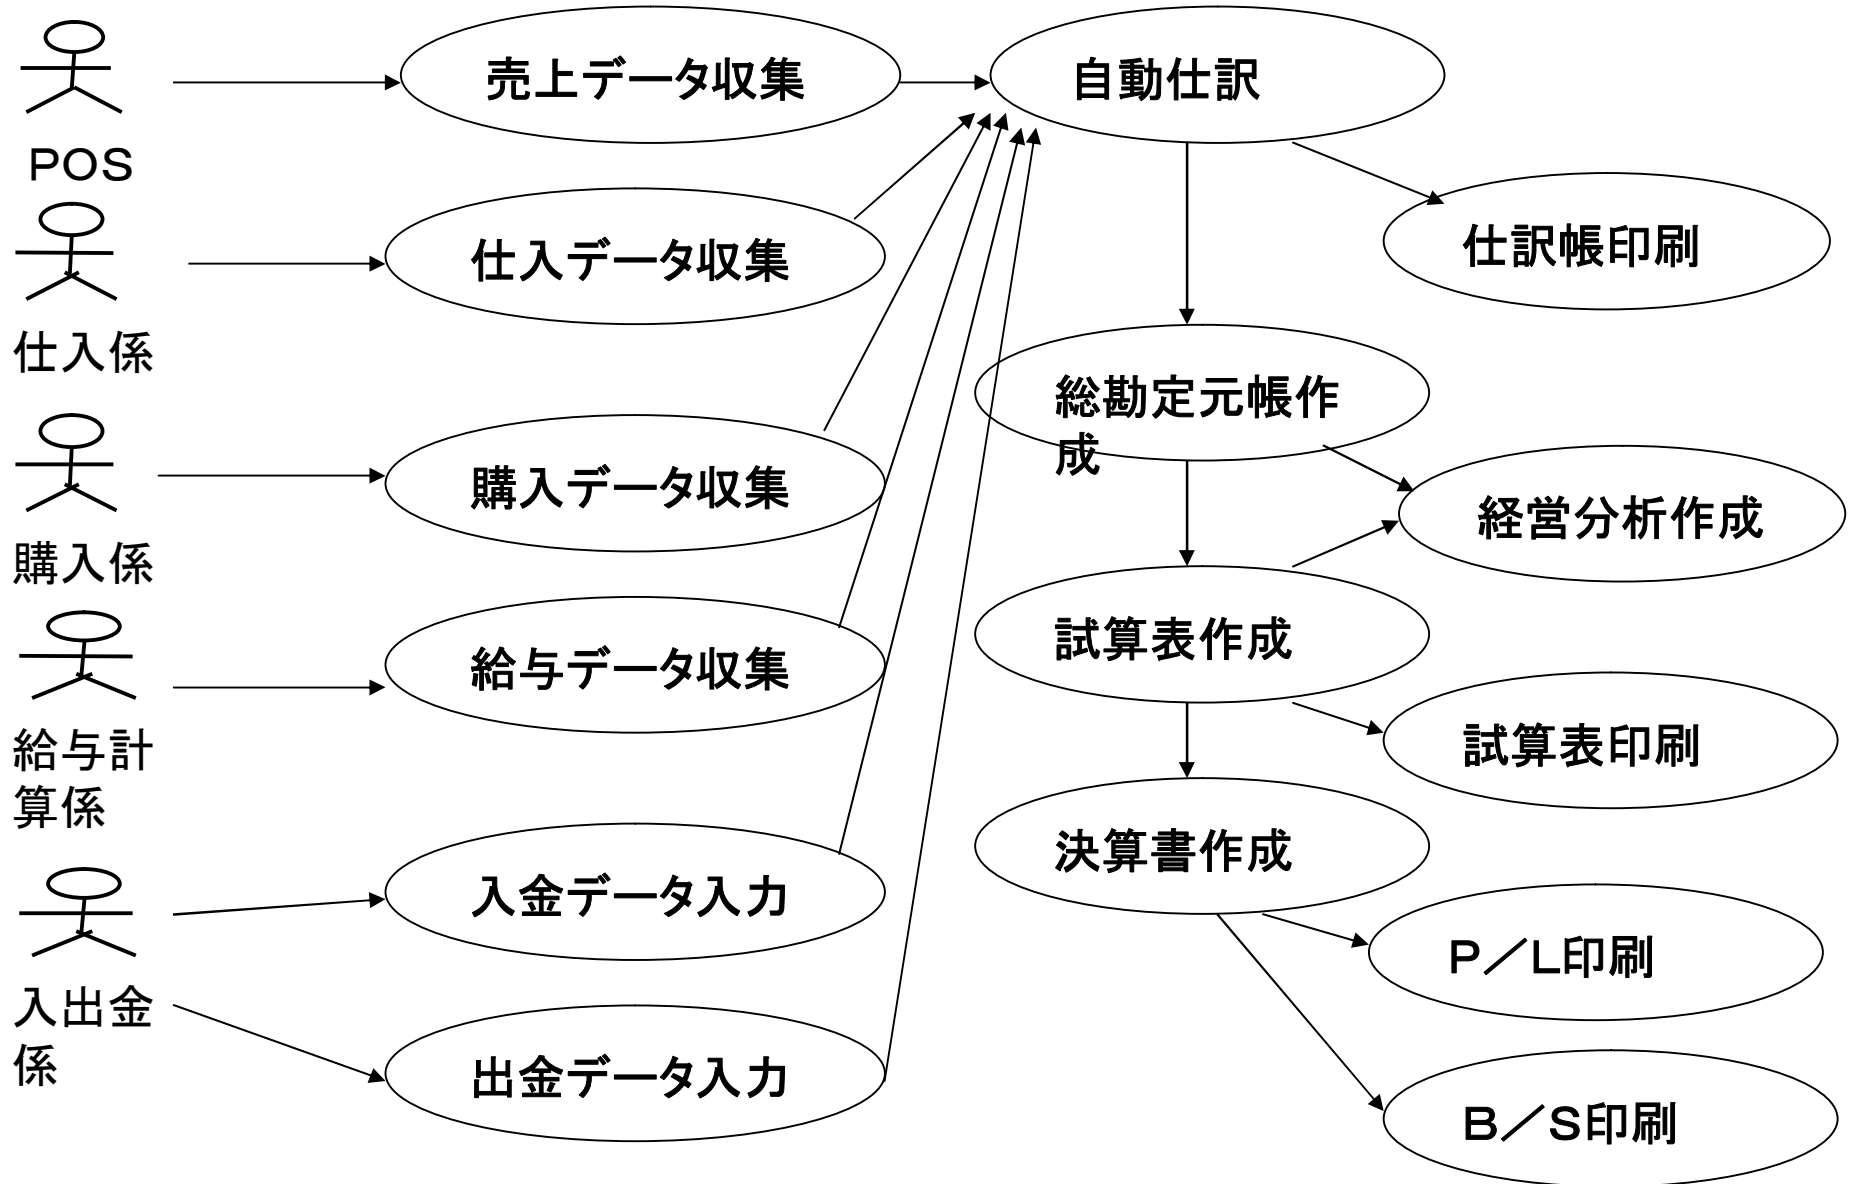 売上データ収集
自動仕訳
ＰＯＳ
仕入データ収集
仕訳帳印刷
仕入係
総勘定元帳作
成
購入データ収集
経営分析作成
購入係
給与データ収集
試算表作成
給与計
算係
試算表印刷
決算書作成
入金データ入力
Ｐ／Ｌ印刷
入出金
係
出金データ入力
Ｂ／Ｓ印刷